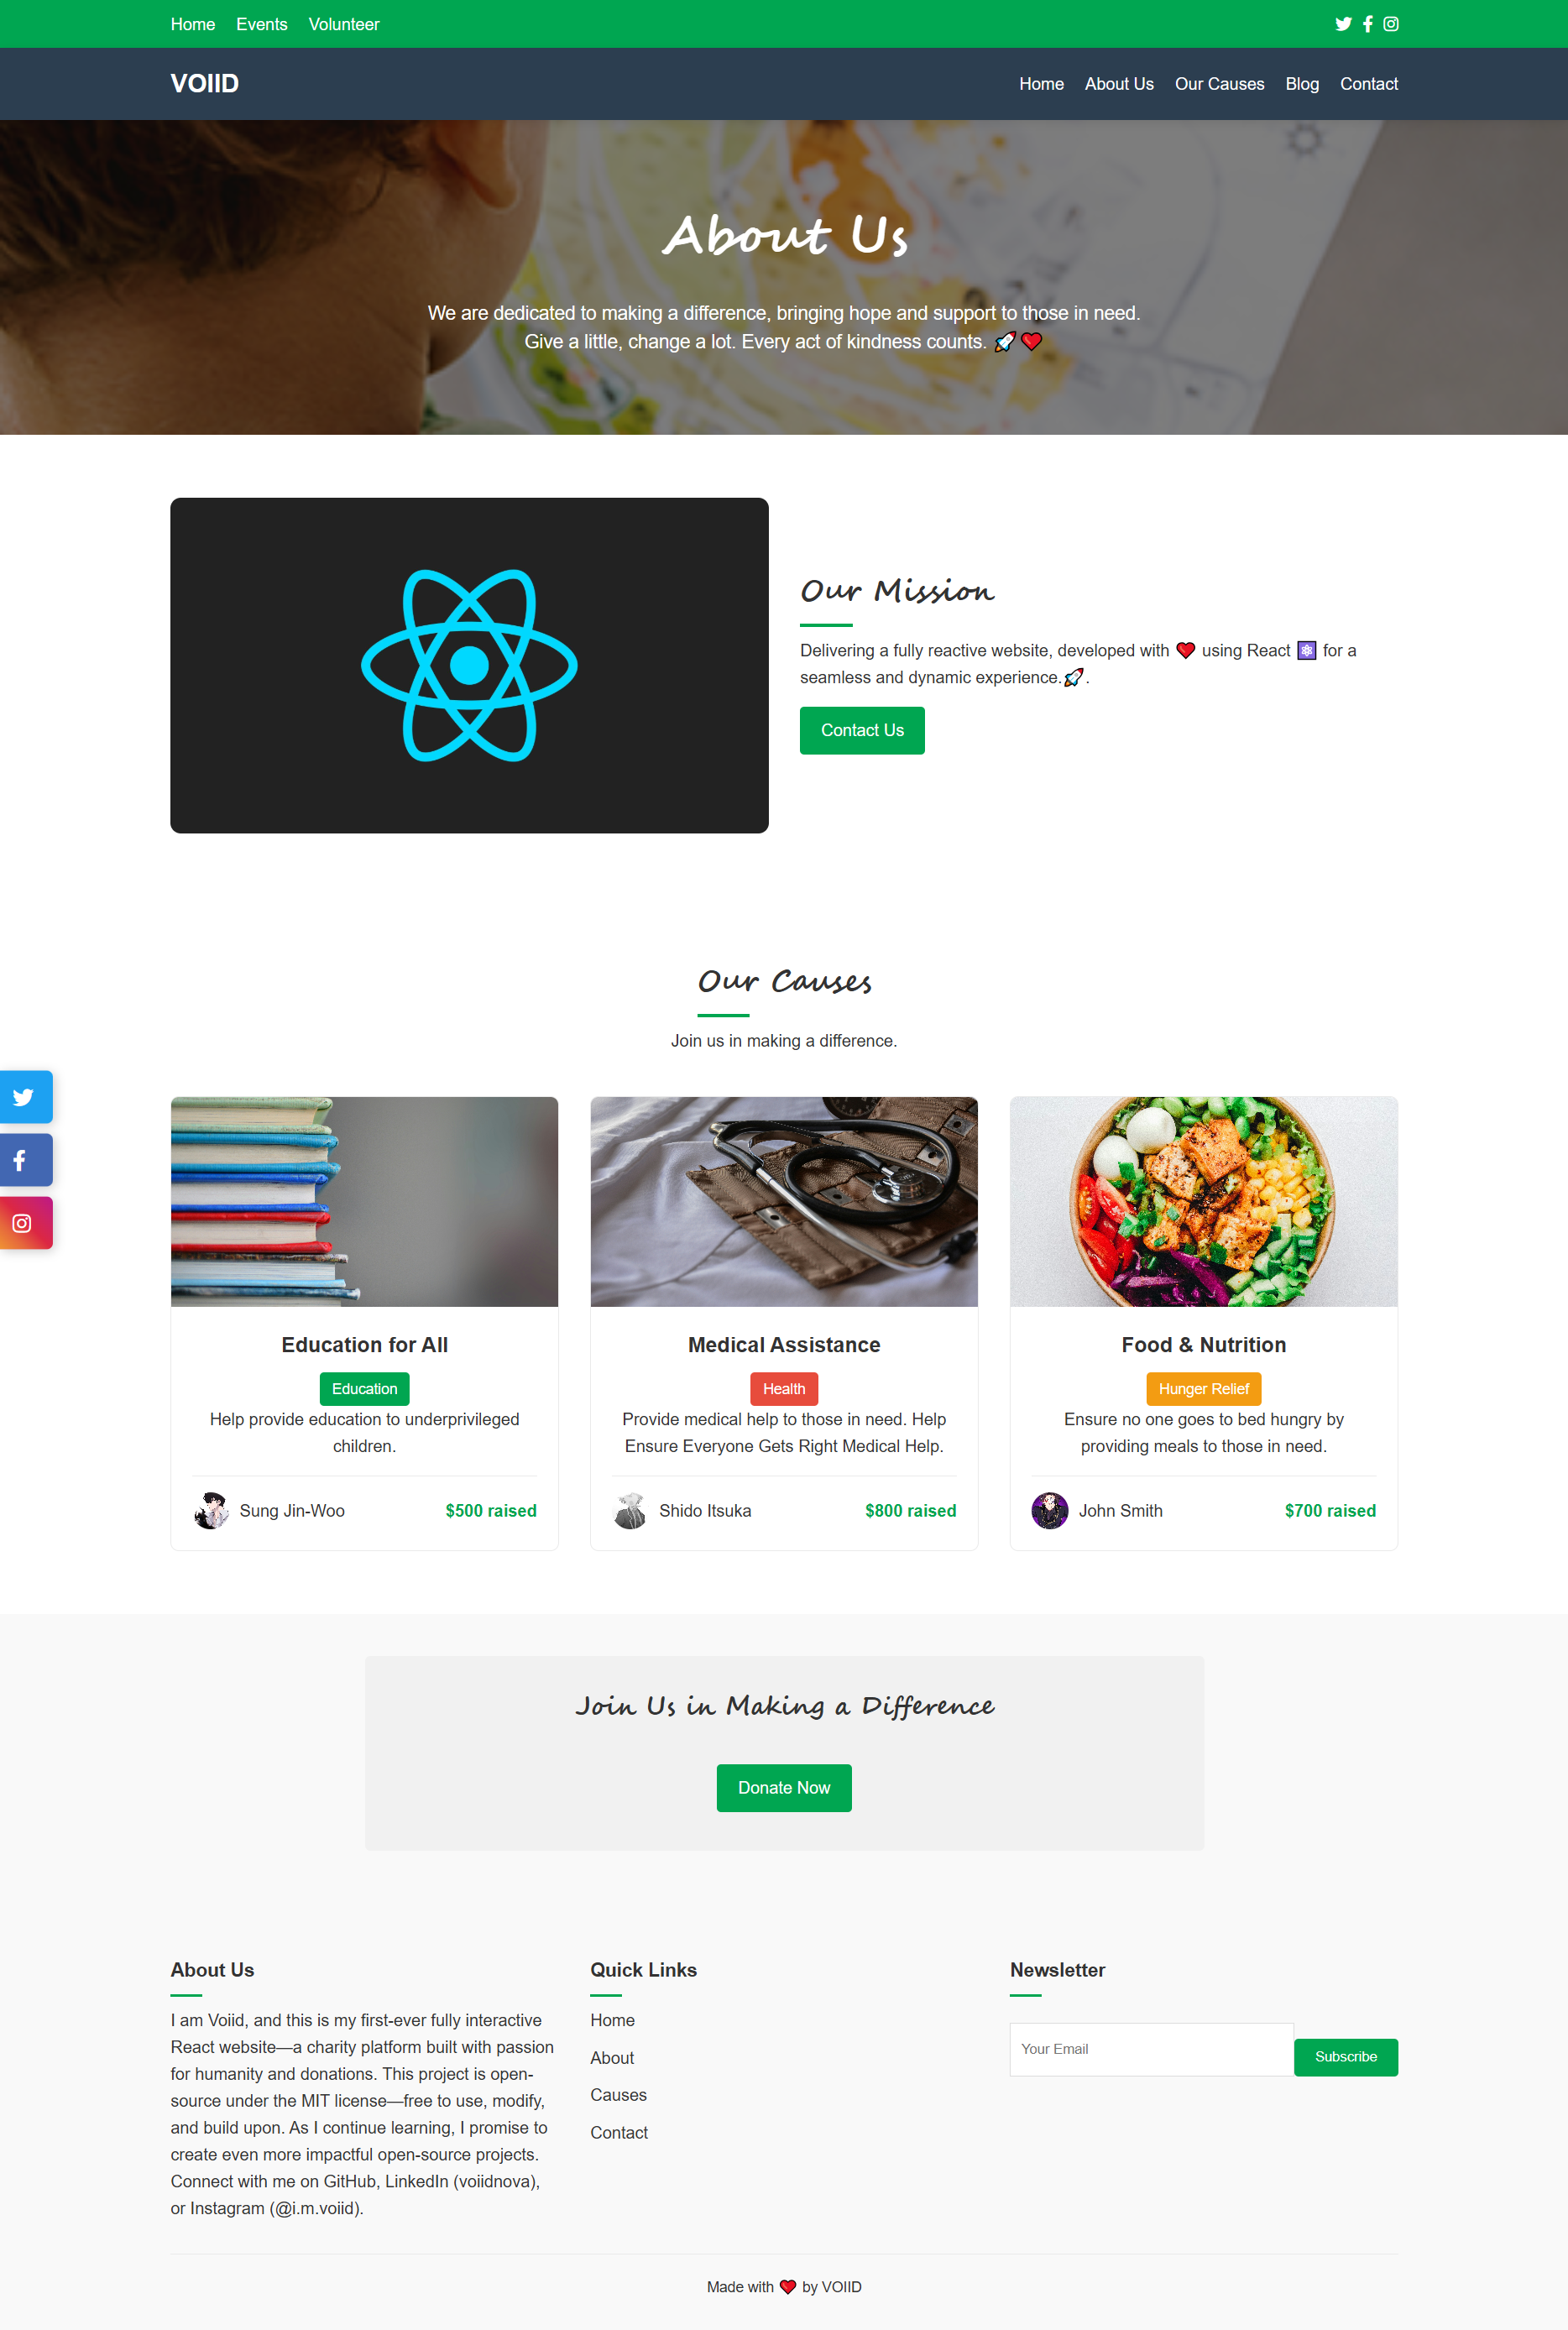 Home Events Volunteer
VOIID
Home About Us Our Causes Blog Contact
About Us
We are dedicated to making a difference, bringing hope and support to those in need.
Give a little, change a lot. Every act of kindness counts. 🚀❤️
Our Mission
Delivering a fully reactive website, developed with ❤️ using React ⚛️ for a
seamless and dynamic experience.🚀.
Contact Us
Our Causes
Join us in making a difference.
Education for All
Education
Help provide education to underprivileged
children.
Sung Jin-Woo $500 raised
Medical Assistance
Health
Provide medical help to those in need. Help
Ensure Everyone Gets Right Medical Help.
Shido Itsuka $800 raised
Food & Nutrition
Hunger Relief
Ensure no one goes to bed hungry by
providing meals to those in need.
John Smith $700 raised
Join Us in Making a Difference
Donate Now
About Us
I am Voiid, and this is my first-ever fully interactive
React website—a charity platform built with passion
for humanity and donations. This project is open-
source under the MIT license—free to use, modify,
and build upon. As I continue learning, I promise to
create even more impactful open-source projects.
Connect with me on GitHub, LinkedIn (voiidnova),
or Instagram (@i.m.voiid).
Quick Links
Home
About
Causes
Contact
Newsletter
Your Email
Subscribe
Made with ❤️ by VOIID